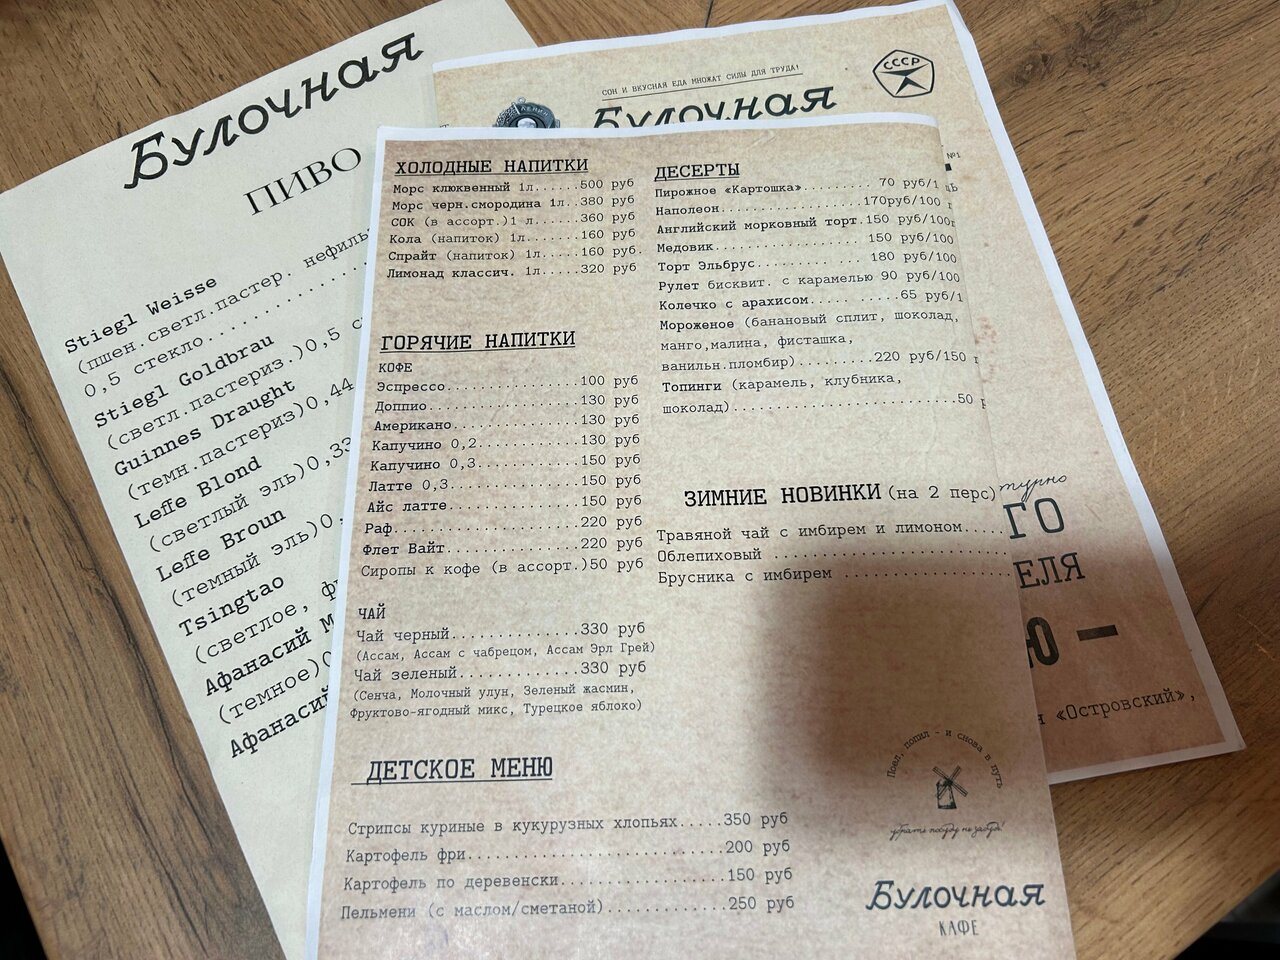 Булочная
ПИВО
Stiegl Weisse
(пшен.светл.пастер. нефиль
0,5 стекло..................
Stiegl Goldbrau
(светл.пастериз.)0,5 с
Guinnes Draught
(темн.пастериз)0,44
Leffe Blond
(светлый эль)0,33
Leffe Broun
(темный эль)0,
Tsingtao
(светлое, ф
Афанасий М
(темное)0
Афанасий
СОН И ВКУСНАЯ ЕДА МНОЖАТ СИЛЫ ДЛЯ ТРУДА!
СССР
Булочная
№1
ХОЛОДНЫЕ НАПИТКИ
Морс клюквенный 1л......500 руб
Морс черн.смородина 1л..380 руб
СОК (в ассорт.)1 л......360 руб
Кола (напиток) 1л.......160 руб
Спрайт (напиток) 1л.....160 руб.
Лимонад классич. 1л.....320 руб
ГОРЯЧИЕ НАПИТКИ
КОФЕ
Эспрессо................100 руб
Доппио..................130 руб
Американо...............130 руб
Капучино 0,2............130 руб
Капучино 0,3............150 руб
Латте 0,3...............150 руб
Айс латте...............150 руб
Раф.....................220 руб
Флет Вайт...............220 руб
Сиропы к кофе (в ассорт.)50 руб
ЧАЙ
Чай черный..............330 руб
(Ассам, Ассам с чабрецом, Ассам Эрл Грей)
Чай зеленый.............330 руб
(Сенча, Молочный улун, Зеленый жасмин,
Фруктово-ягодный микс, Турецкое яблоко)
ДЕТСКОЕ МЕНЮ
Стрипсы куриные в кукурузных хлопьях.....350 руб
Картофель фри............................200 руб
Картофель по деревенски..................150 руб
Пельмени (с маслом/сметаной).............250 руб
ДЕСЕРТЫ
Пирожное «Картошка»......... 70 руб/1
Наполеон..................170руб/100 г
Английский морковный торт.150 руб/100г
Медовик................... 150 руб/100
Торт Эльбрус.............. 180 руб/100
Рулет бисквит. с карамелью 90 руб/100
Колечко с арахисом..... .....65 руб/1
Мороженое (банановый сплит, шоколад,
манго,малина, фисташка,
ванильн.пломбир)..........220 руб/150 г
Топинги (карамель, клубника,
шоколад)............................50
ЗИМНИЕ НОВИНКИ (на 2 перс)
Травяной чай с имбирем и лимоном.....
Облепиховый ............................
Брусника с имбирем ....................
ГО
ЕЛЯ
Ю —
«Островский»,
Поел, попил - и снова в путь
убрать посуду не забудь!
Булочная
КАФЕ